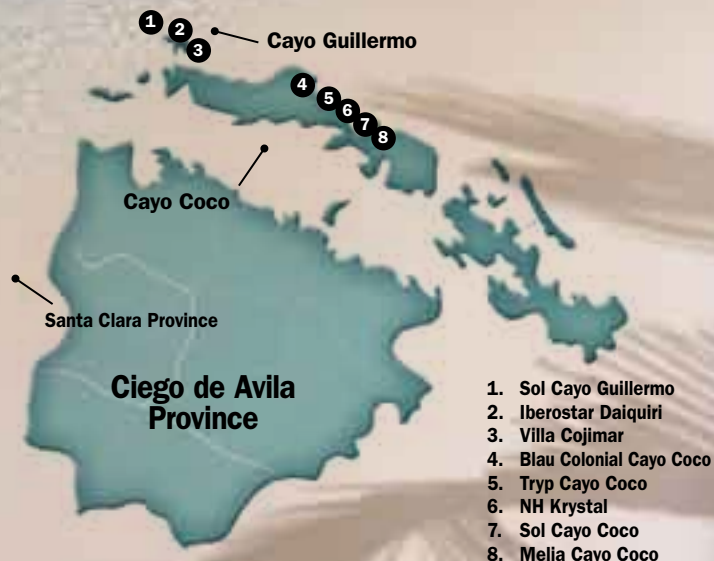 1
2
3
Cayo Guillermo
4
5
6
7
8
Cayo Coco
Santa Clara Province
Ciego de Avila
Province
1. Sol Cayo Guillermo
2. Iberostar Daiquiri
3. Villa Cojimar
4. Blau Colonial Cayo Coco
5. Tryp Cayo Coco
6. NH Krystal
7. Sol Cayo Coco
8. Melia Cayo Coco